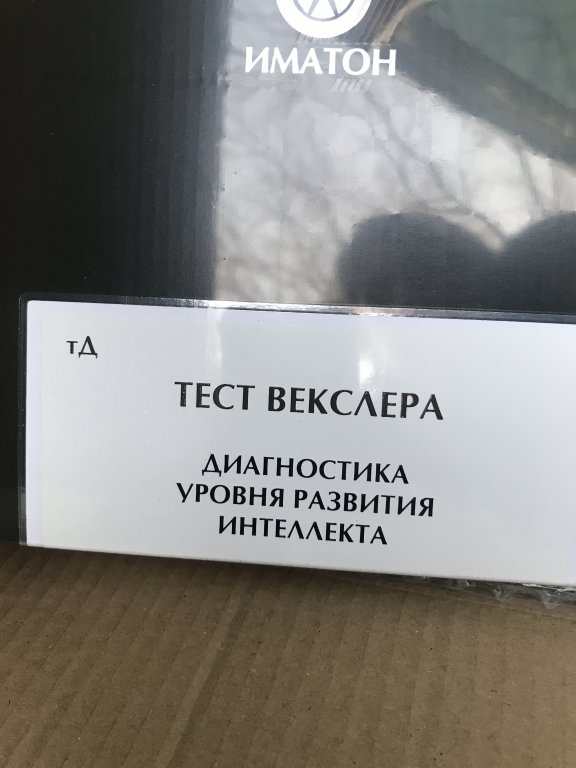 ИМАТОН
тД
ТЕСТ ВЕКСЛЕРА
ДИАГНОСТИКА
УРОВНЯ РАЗВИТИЯ
ИНТЕЛЛЕКТА